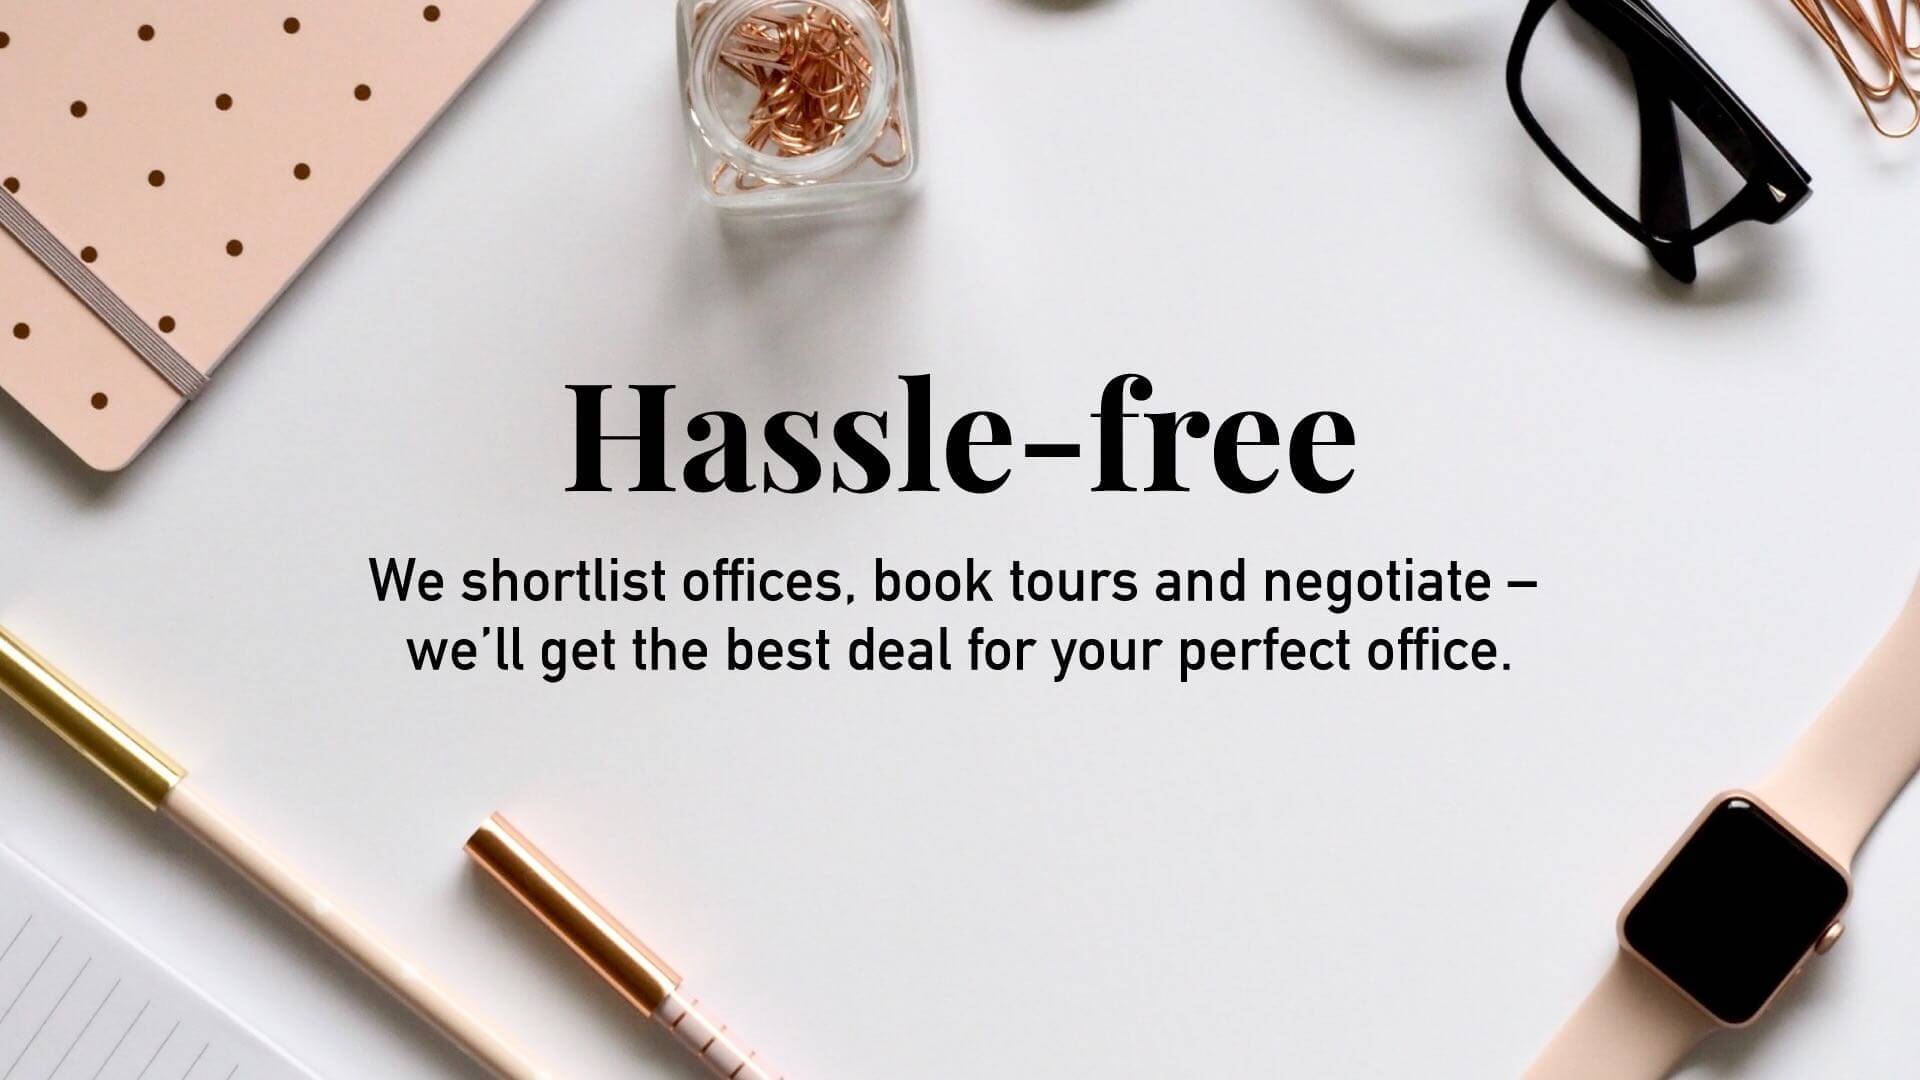 Hassle-free
We shortlist offices, book tours and negotiate –
we’ll get the best deal for your perfect office.